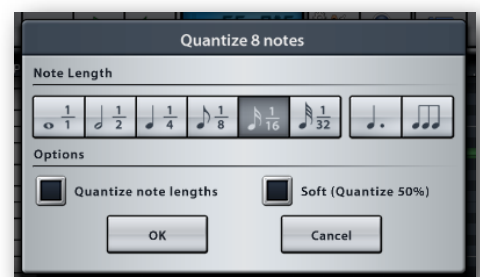 Quantize 8 notes
Note Length
1/1 1/2 1/4 1/8 1/16 1/32
Options
Quantize note lengths Soft (Quantize 50%)
OK Cancel